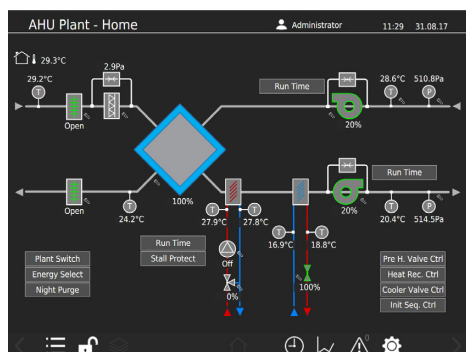 AHU Plant - Home
Administrator
11:29 31.08.17
29.3°C
29.2°C
2.9Pa
Run Time
28.6°C 510.8Pa
T
T
P
Open
20%
Run Time
Open
T
24.2°C
100%
T
T
27.9°C 27.8°C
20%
T
P
20.4°C 514.5Pa
T
T
16.9°C 18.8°C
Run Time
Stall Protect
Off
0%
100%
Plant Switch
Energy Select
Night Purge
Pre H. Valve Ctrl
Heat Rec. Ctrl
Cooler Valve Ctrl
Init Seq. Ctrl
0